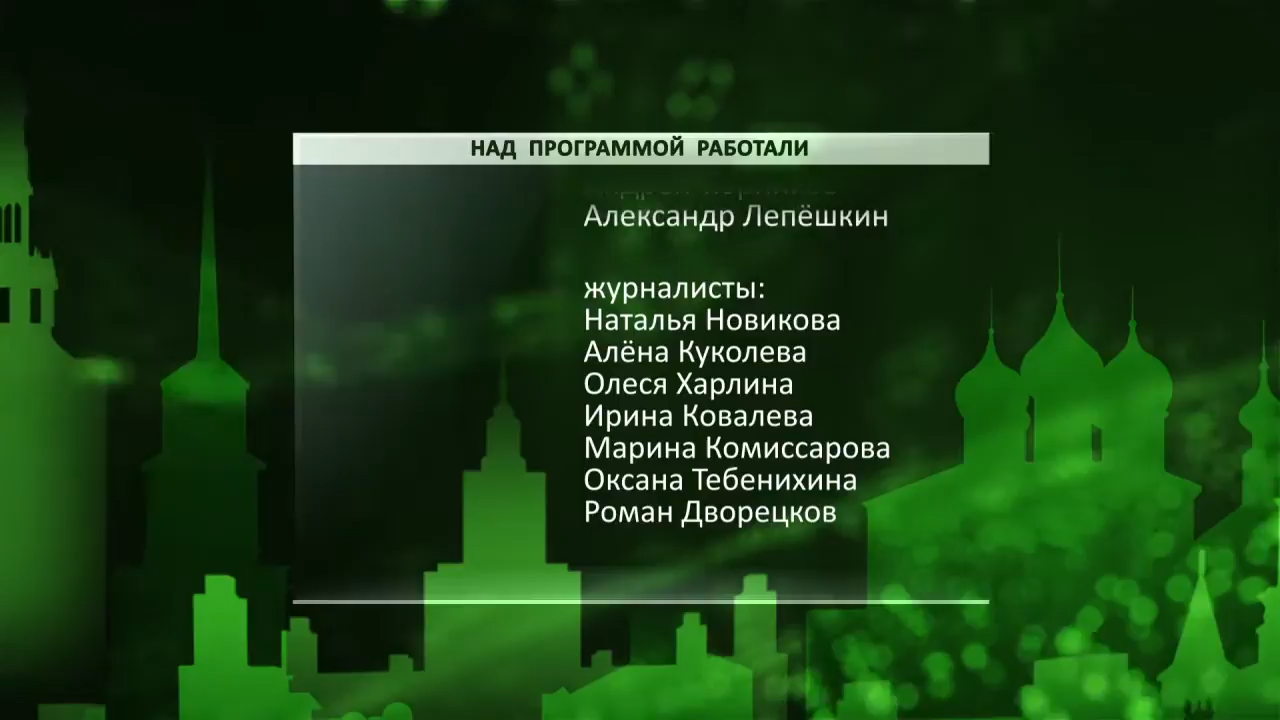 НАД ПРОГРАММОЙ РАБОТАЛИ
Александр Лепёшкин
журналисты:
Наталья Новикова
Алёна Куколева
Олеся Харлина
Ирина Ковалева
Марина Комиссарова
Оксана Тебенихина
Роман Дворецков